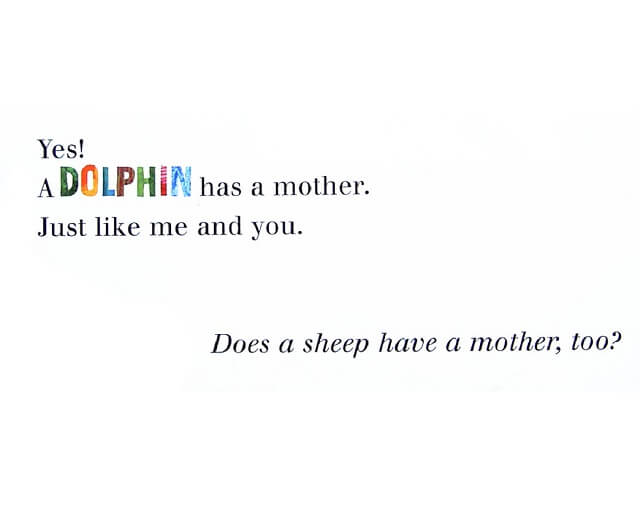 Yes!
A DOLPHIN has a mother.
Just like me and you.
Does a sheep have a mother, too?